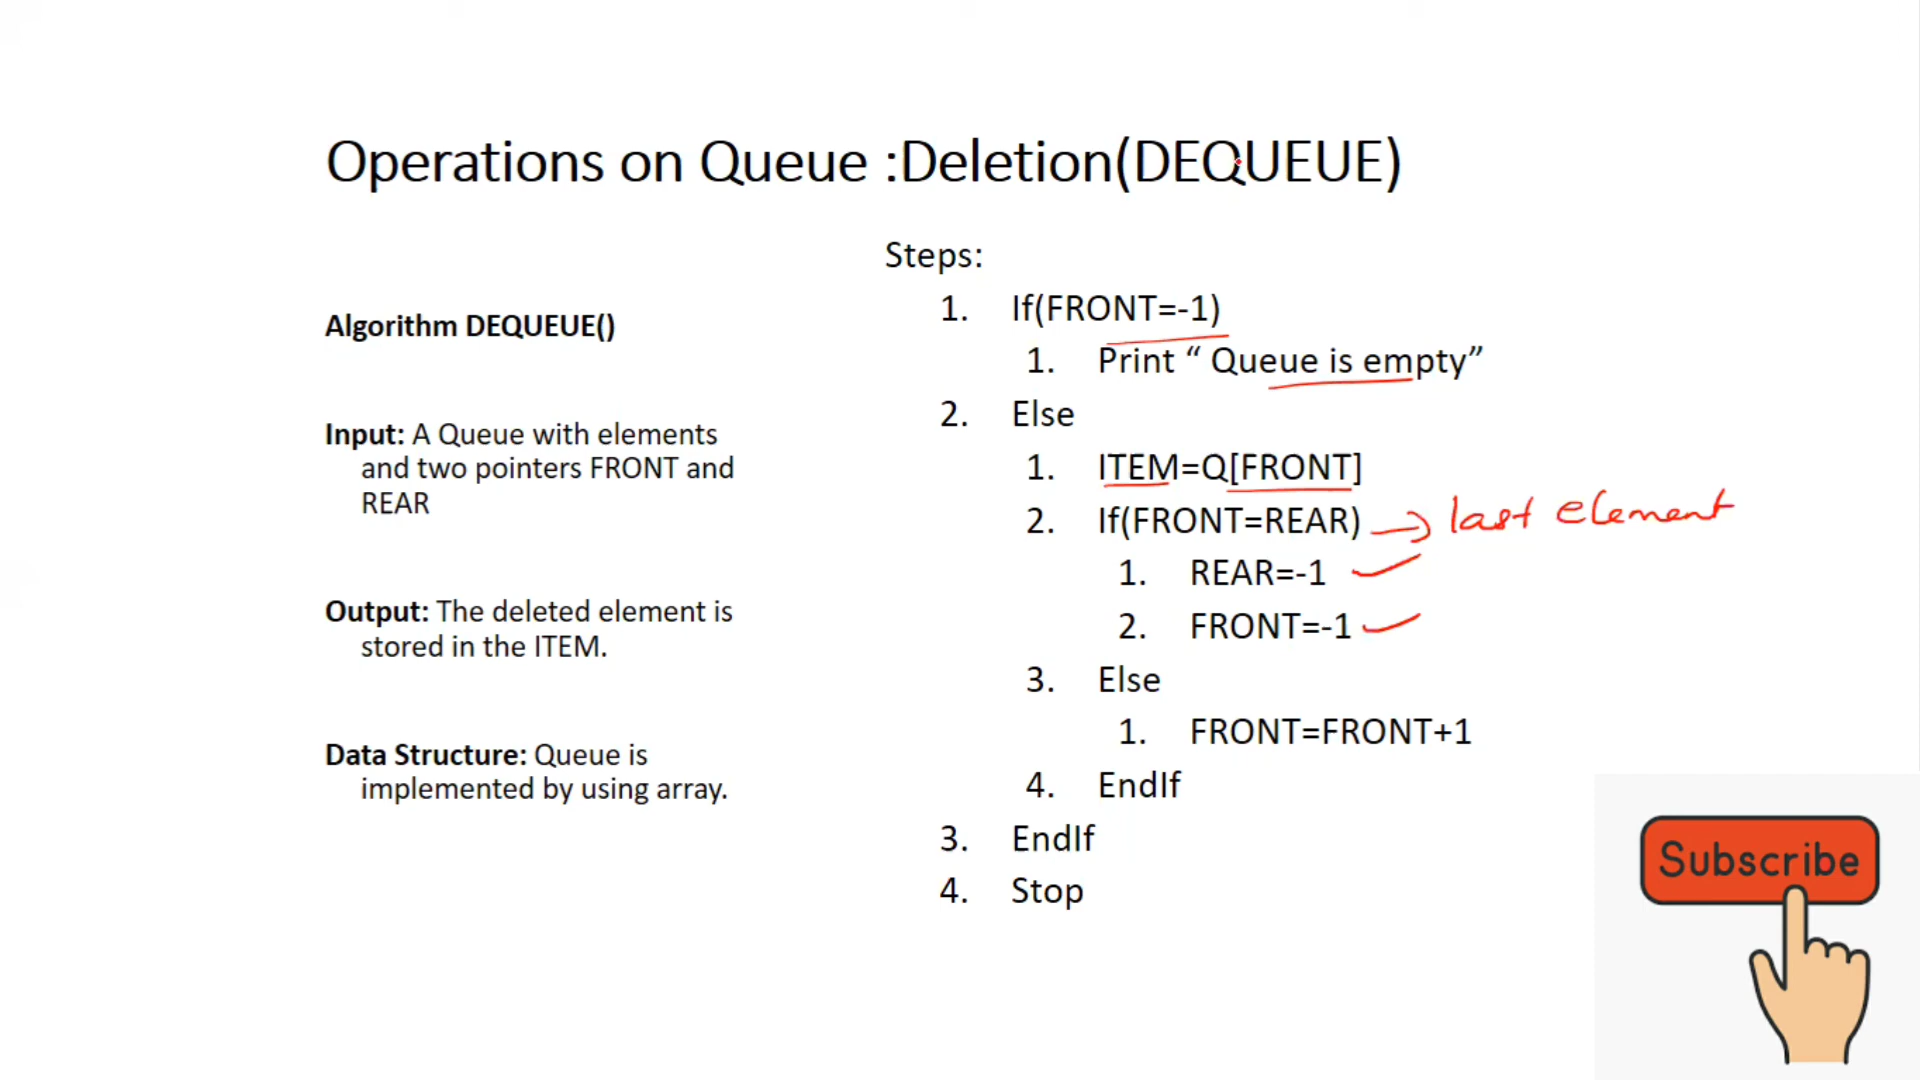 Operations on Queue :Deletion(DEQUEUE)
Algorithm DEQUEUE()
Input: A Queue with elements
and two pointers FRONT and
REAR
Output: The deleted element is
stored in the ITEM.
Data Structure: Queue is
implemented by using array.
Steps:
1. If(FRONT=-1)
1. Print “ Queue is empty”
2. Else
1. ITEM=Q[FRONT]
2. If(FRONT=REAR) → last element
1. REAR=-1
2. FRONT=-1
3. Else
1. FRONT=FRONT+1
4. EndIf
3. EndIf
4. Stop
Subscribe